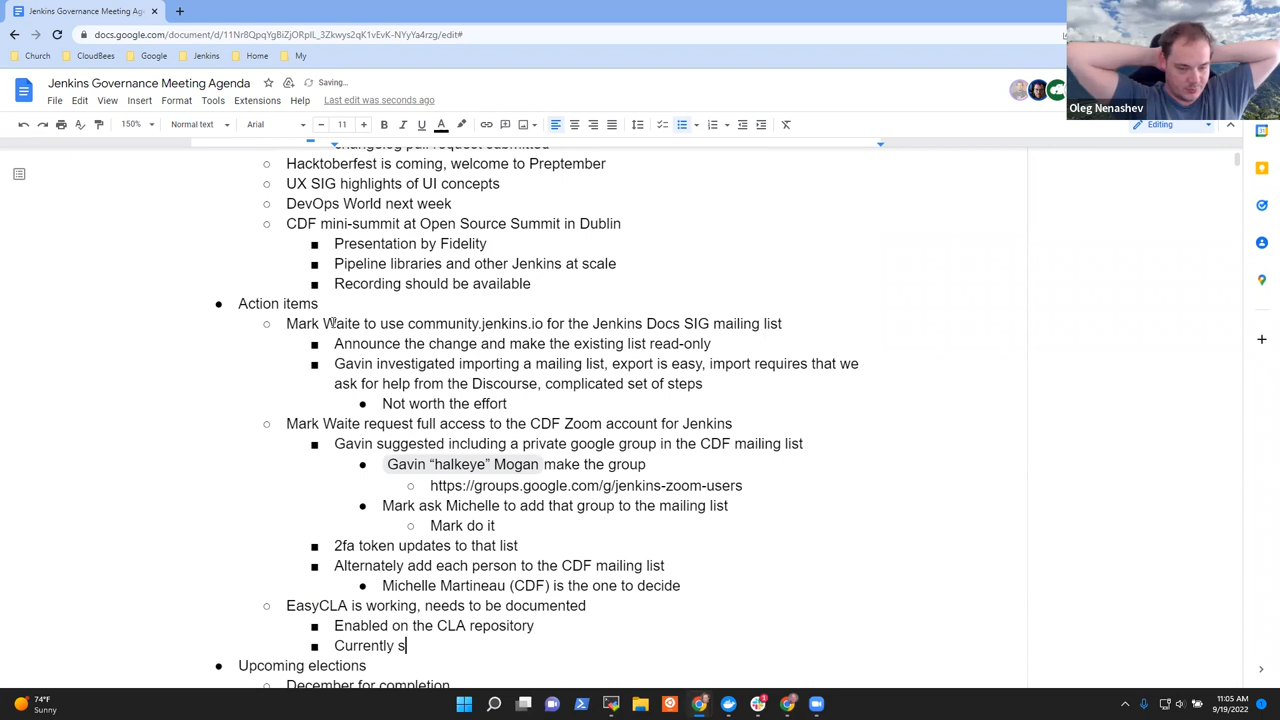 Jenkins Governance Meeting Age
docs.google.com/document/d/11Nr8QpqYgBiZjORpIL_3Zkwys2qK1vEvK-NYyYa4rzg/edit#
Church
CloudBees
Google
Jenkins
Home
My
Jenkins Governance Meeting Agenda
Saving...
File Edit View Insert Format Tools Extensions Help Last edit was seconds ago
150% Normal text Arial 11 Editing
Oleg Nenashev
changelog pull request submitted
Hacktoberfest is coming, welcome to Preptember
UX SIG highlights of UI concepts
DevOps World next week
CDF mini-summit at Open Source Summit in Dublin
Presentation by Fidelity
Pipeline libraries and other Jenkins at scale
Recording should be available
Action items
Mark Waite to use community.jenkins.io for the Jenkins Docs SIG mailing list
Announce the change and make the existing list read-only
Gavin investigated importing a mailing list, export is easy, import requires that we
ask for help from the Discourse, complicated set of steps
Not worth the effort
Mark Waite request full access to the CDF Zoom account for Jenkins
Gavin suggested including a private google group in the CDF mailing list
Gavin “halkeye” Mogan make the group
https://groups.google.com/g/jenkins-zoom-users
Mark ask Michelle to add that group to the mailing list
Mark do it
2fa token updates to that list
Alternately add each person to the CDF mailing list
Michelle Martineau (CDF) is the one to decide
EasyCLA is working, needs to be documented
Enabled on the CLA repository
Currently s
Upcoming elections
December for completion
74°F
Sunny
11:05 AM
9/19/2022